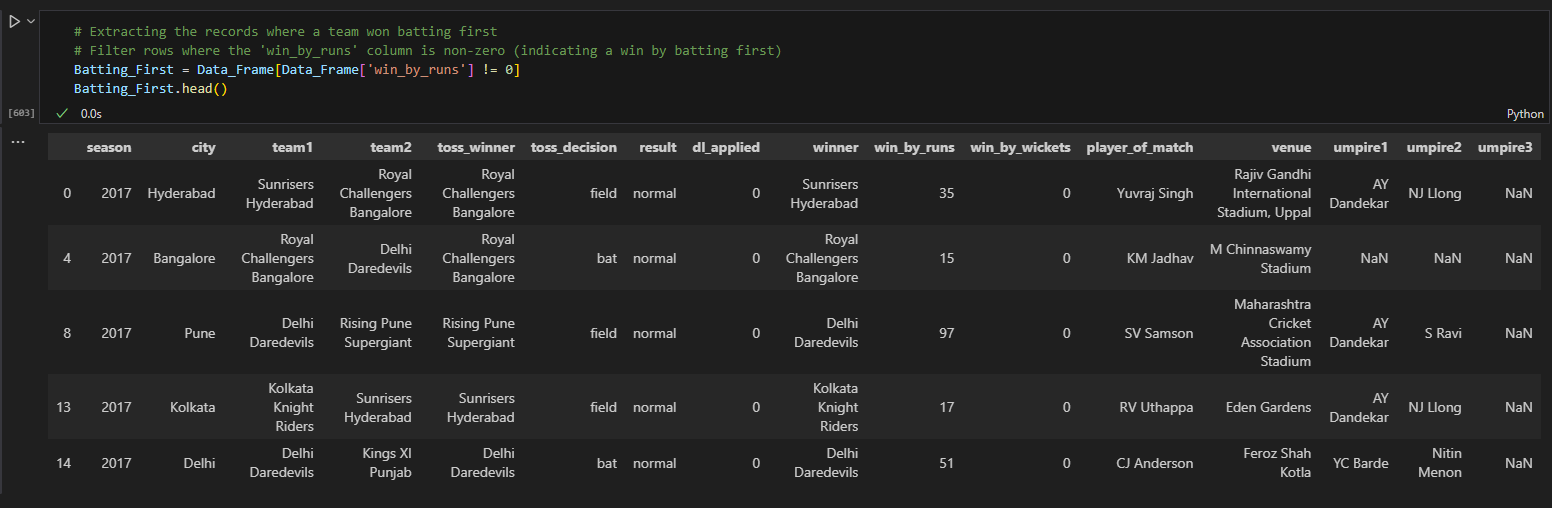 # Extracting the records where a team won batting first
# Filter rows where the 'win_by_runs' column is non-zero (indicating a win by batting first)
Batting_First = Data_Frame[Data_Frame['win_by_runs'] != 0]
Batting_First.head()
[603] 0.0s Python
...
season city team1 team2 toss_winner toss_decision result dl_applied winner win_by_runs win_by_wickets player_of_match venue umpire1 umpire2 umpire3
0 2017 Hyderabad Sunrisers Hyderabad Royal Challengers Bangalore Royal Challengers Bangalore field normal 0 Sunrisers Hyderabad 35 0 Yuvraj Singh Rajiv Gandhi International Stadium, Uppal AY Dandekar NJ Llong NaN
4 2017 Bangalore Royal Challengers Bangalore Delhi Daredevils Royal Challengers Bangalore bat normal 0 Royal Challengers Bangalore 15 0 KM Jadhav M Chinnaswamy Stadium NaN NaN NaN
8 2017 Pune Delhi Daredevils Rising Pune Supergiant Rising Pune Supergiant field normal 0 Delhi Daredevils 97 0 SV Samson Maharashtra Cricket Association Stadium AY Dandekar S Ravi NaN
13 2017 Kolkata Kolkata Knight Riders Sunrisers Hyderabad Sunrisers Hyderabad field normal 0 Kolkata Knight Riders 17 0 RV Uthappa Eden Gardens AY Dandekar NJ Llong NaN
14 2017 Delhi Delhi Daredevils Kings XI Punjab Delhi Daredevils bat normal 0 Delhi Daredevils 51 0 CJ Anderson Feroz Shah Kotla YC Barde Nitin Menon NaN